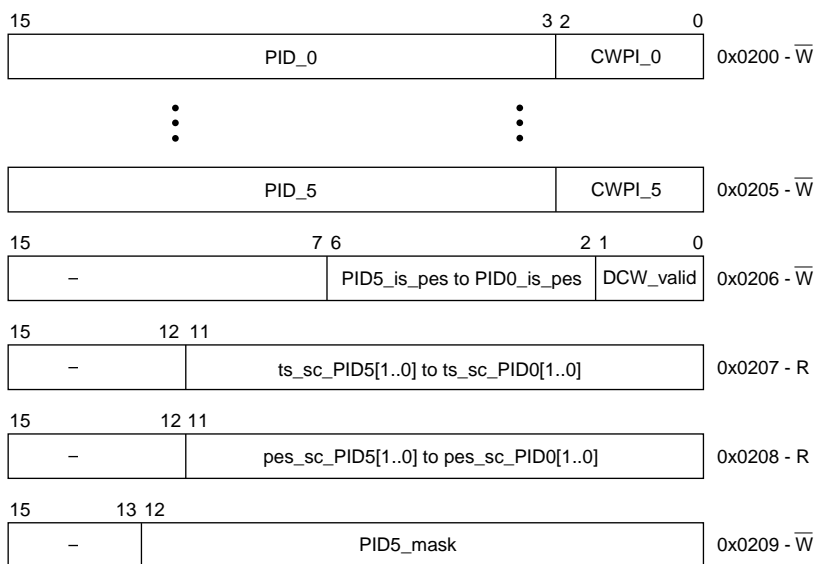 15 3 2 0
PID_0 CWPI_0 0x0200 - W̅
PID_5 CWPI_5 0x0205 - W̅
15 7 6 2 1 0
– PID5_is_pes to PID0_is_pes DCW_valid 0x0206 - W̅
15 12 11
– ts_sc_PID5[1..0] to ts_sc_PID0[1..0] 0x0207 - R
15 12 11
– pes_sc_PID5[1..0] to pes_sc_PID0[1..0] 0x0208 - R
15 13 12
– PID5_mask 0x0209 - W̅